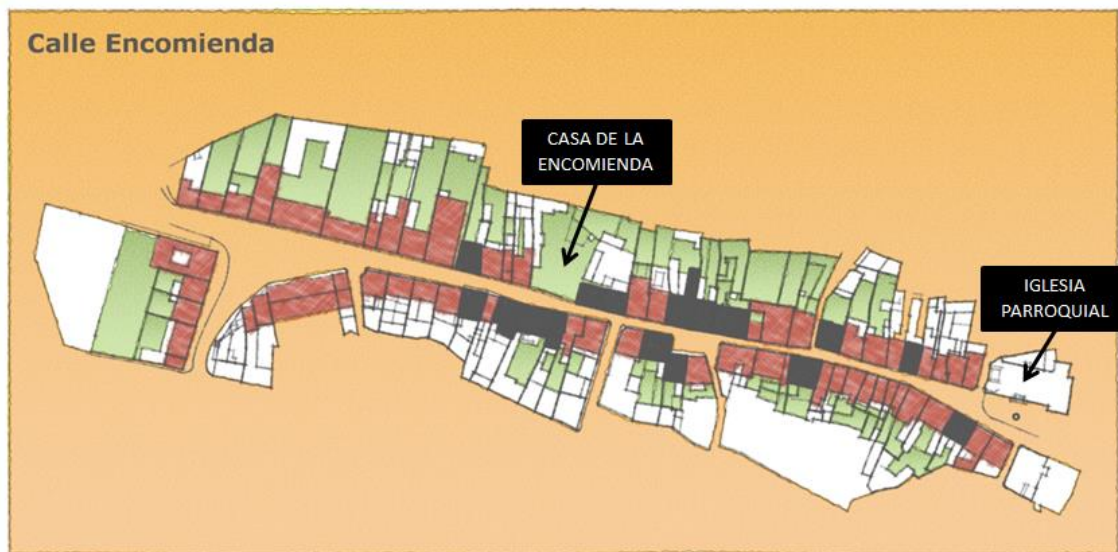 Calle Encomienda
CASA DE LA
ENCOMIENDA
IGLESIA
PARROQUIAL